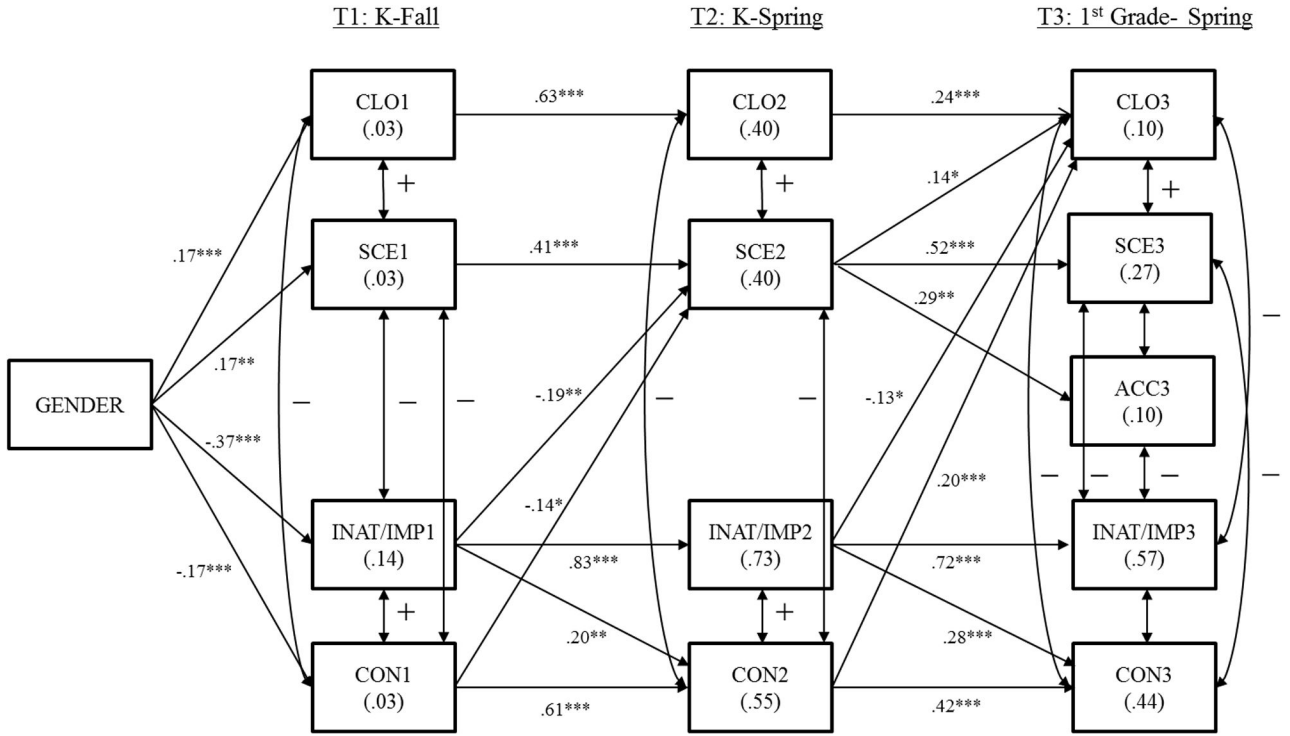 T1: K-Fall
T2: K-Spring
T3: 1st Grade- Spring
CLO1
(.03)
.63***
CLO2
(.40)
.24***
CLO3
(.10)
+
+
+
.14*
.17***
SCE1
(.03)
.41***
SCE2
(.40)
.52***
SCE3
(.27)
.29**
–
.17**
GENDER
–
–
–
-.19**
–
–
-.13*
ACC3
(.10)
-.37***
-.14*
.20***
–
–
–
–
INAT/IMP1
(.14)
.83***
INAT/IMP2
(.73)
.72***
INAT/IMP3
(.57)
-.17***
+
.20**
+
.28***
CON1
(.03)
.61***
CON2
(.55)
.42***
CON3
(.44)